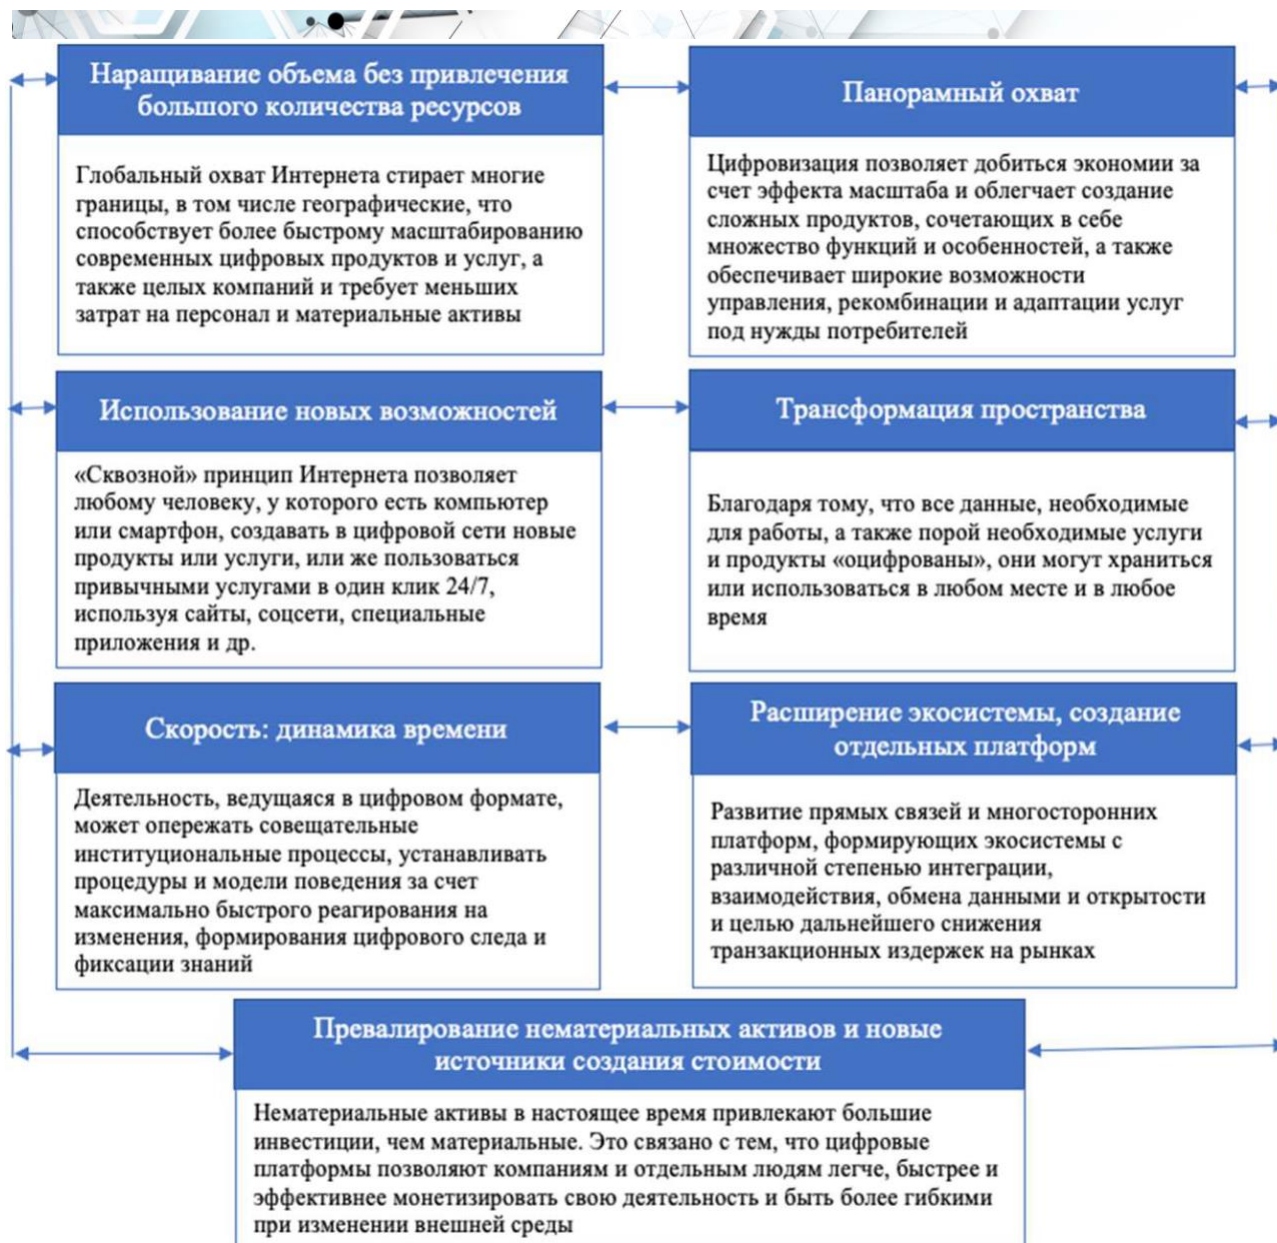 Наращивание объема без привлечения
большого количества ресурсов
Глобальный охват Интернета стирает многие
границы, в том числе географические, что
способствует более быстрому масштабированию
современных цифровых продуктов и услуг, а
также целых компаний и требует меньших
затрат на персонал и материальные активы
Панорамный охват
Цифровизация позволяет добиться экономии за
счет эффекта масштаба и облегчает создание
сложных продуктов, сочетающих в себе
множество функций и особенностей, а также
обеспечивает широкие возможности
управления, рекомбинации и адаптации услуг
под нужды потребителей
Использование новых возможностей
«Сквозной» принцип Интернета позволяет
любому человеку, у которого есть компьютер
или смартфон, создавать в цифровой сети новые
продукты или услуги, или же пользоваться
привычными услугами в один клик 24/7,
используя сайты, соцсети, специальные
приложения и др.
Трансформация пространства
Благодаря тому, что все данные, необходимые
для работы, а также порой необходимые услуги
и продукты «оцифрованы», они могут храниться
или использоваться в любом месте и в любое
время
Скорость: динамика времени
Деятельность, ведущаяся в цифровом формате,
может опережать совещательные
институциональные процессы, устанавливать
процедуры и модели поведения за счет
максимально быстрого реагирования на
изменения, формирования цифрового следа и
фиксации знаний
Расширение экосистемы, создание
отдельных платформ
Развитие прямых связей и многосторонних
платформ, формирующих экосистемы с
различной степенью интеграции,
взаимодействия, обмена данными и открытости
и целью дальнейшего снижения
транзакционных издержек на рынках
Превалирование нематериальных активов и новые
источники создания стоимости
Нематериальные активы в настоящее время привлекают большие
инвестиции, чем материальные. Это связано с тем, что цифровые
платформы позволяют компаниям и отдельным людям легче, быстрее и
эффективнее монетизировать свою деятельность и быть более гибкими
при изменении внешней среды